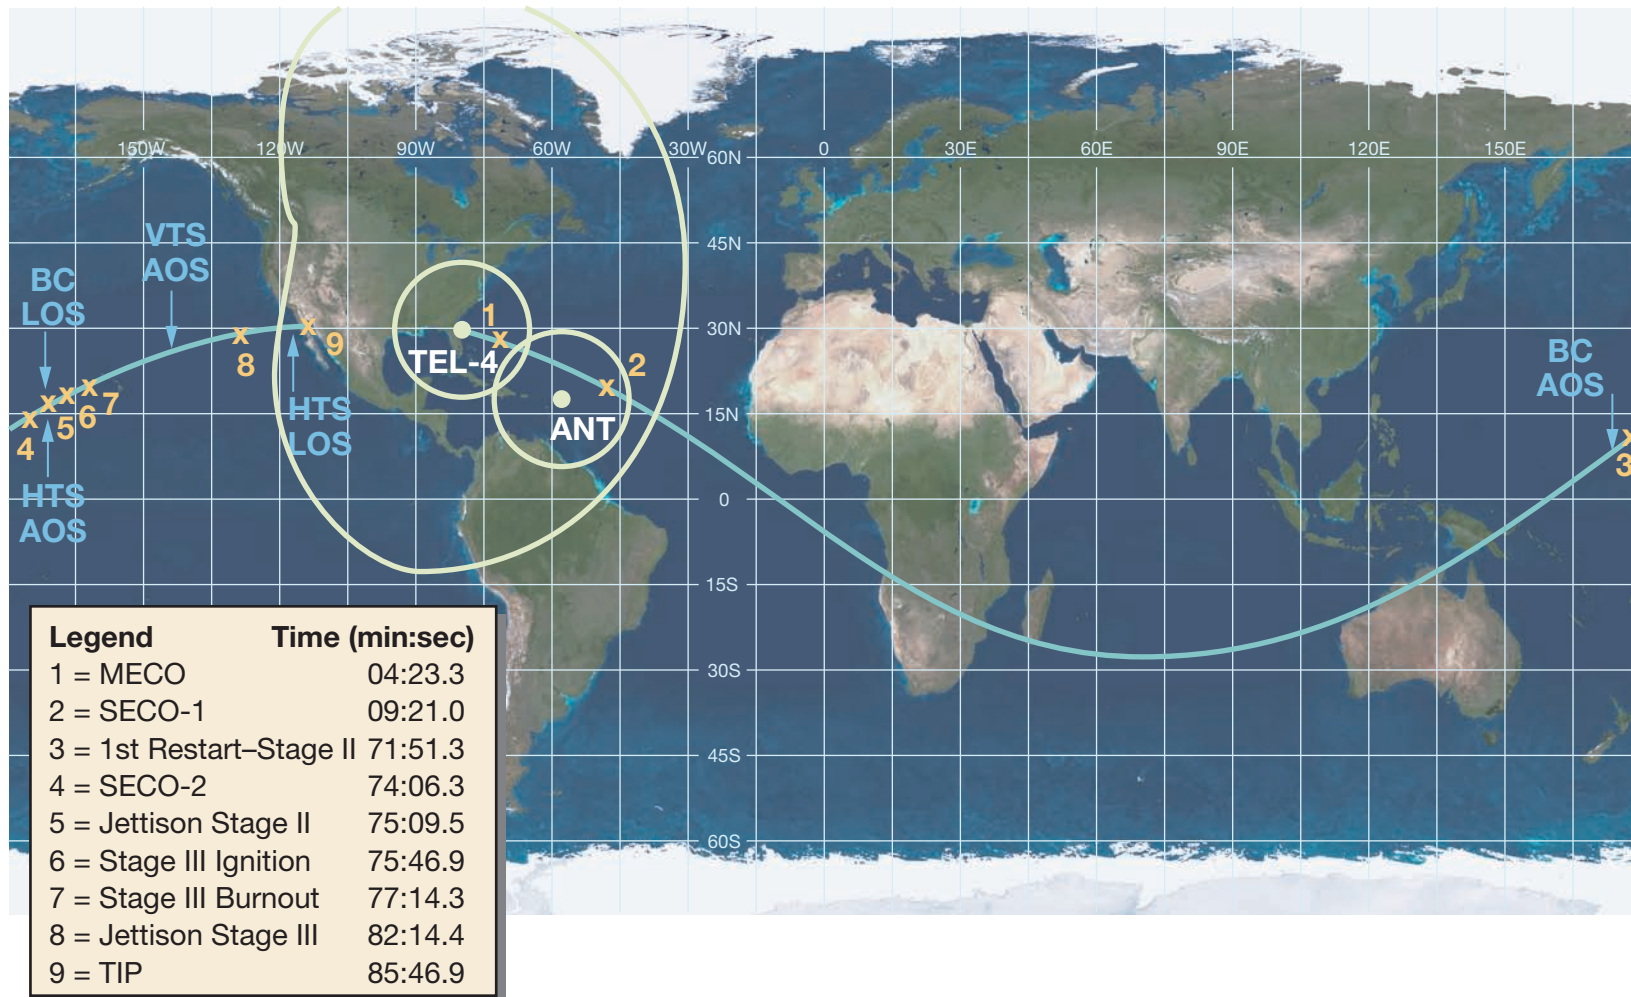 150W 120W 90W 60W 30W 0 30E 60E 90E 120E 150E
60N
45N
30N
15N
0
15S
30S
45S
60S
VTS
AOS
BC
LOS
HTS
AOS
HTS
LOS
BC
AOS
TEL-4
ANT
x 1
x 2
x
3
x
4
x
5
x
6
x 7
x
8
x
9
Legend Time (min:sec)
1 = MECO 04:23.3
2 = SECO-1 09:21.0
3 = 1st Restart–Stage II 71:51.3
4 = SECO-2 74:06.3
5 = Jettison Stage II 75:09.5
6 = Stage III Ignition 75:46.9
7 = Stage III Burnout 77:14.3
8 = Jettison Stage III 82:14.4
9 = TIP 85:46.9